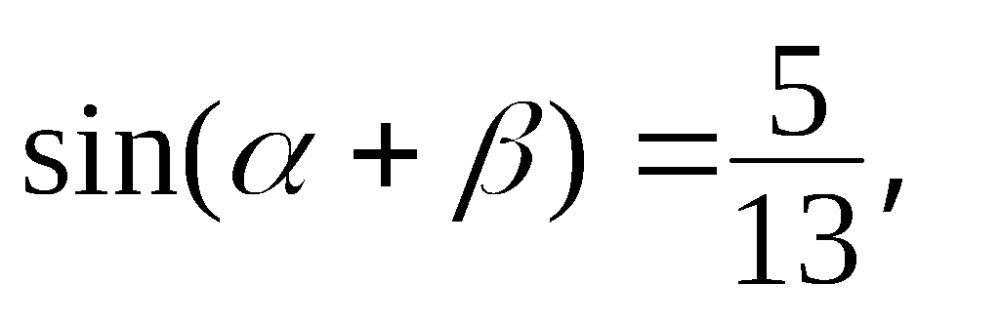 sin(α + β) = 5/13,